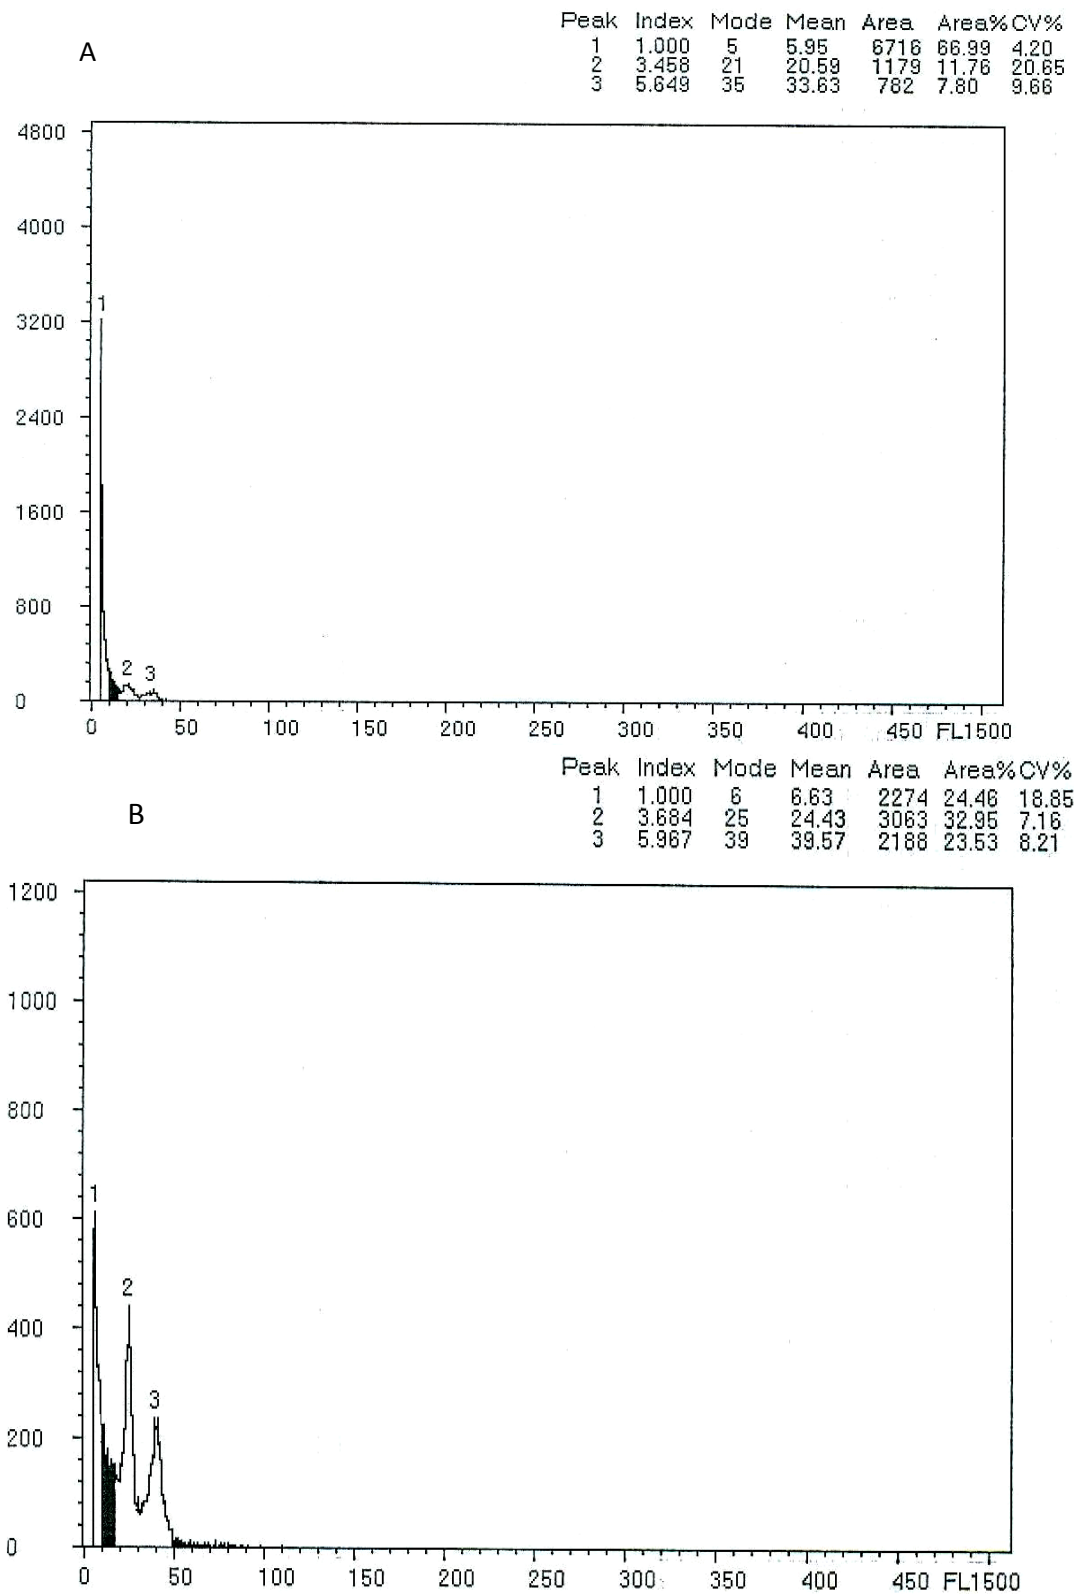 A
Peak Index Mode Mean Area Area% CV%
1 1.000 5 5.95 6716 66.99 4.20
2 3.458 21 20.59 1179 11.76 20.65
3 5.649 35 33.63 782 7.80 9.66
4800
4000
3200
2400
1600
800
0
1
2
3
0 50 100 150 200 250 300 350 400 450 FL1500
B
Peak Index Mode Mean Area Area% CV%
1 1.000 6 6.63 2274 24.46 18.85
2 3.684 25 24.43 3063 32.95 7.16
3 5.967 39 39.57 2188 23.53 8.21
1200
1000
800
600
400
200
0
1
2
3
0 50 100 150 200 250 300 350 400 450 FL1500